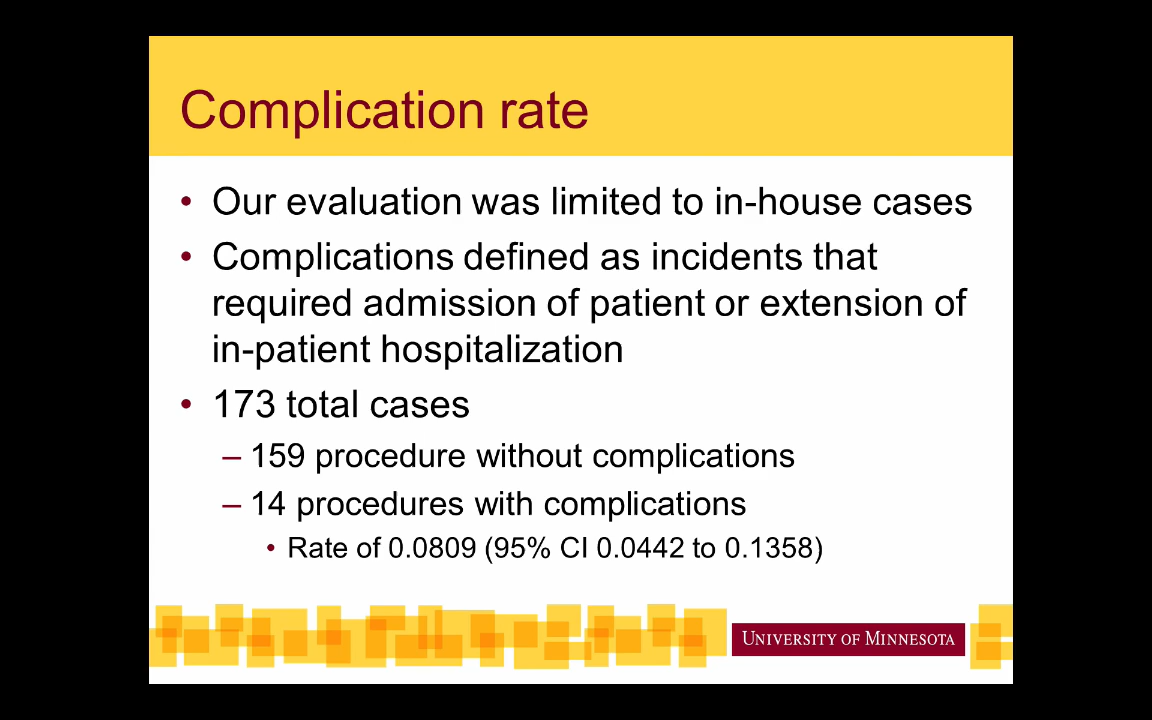 Complication rate
• Our evaluation was limited to in-house cases
• Complications defined as incidents that
required admission of patient or extension of
in-patient hospitalization
• 173 total cases
– 159 procedure without complications
– 14 procedures with complications
• Rate of 0.0809 (95% CI 0.0442 to 0.1358)
UNIVERSITY OF MINNESOTA